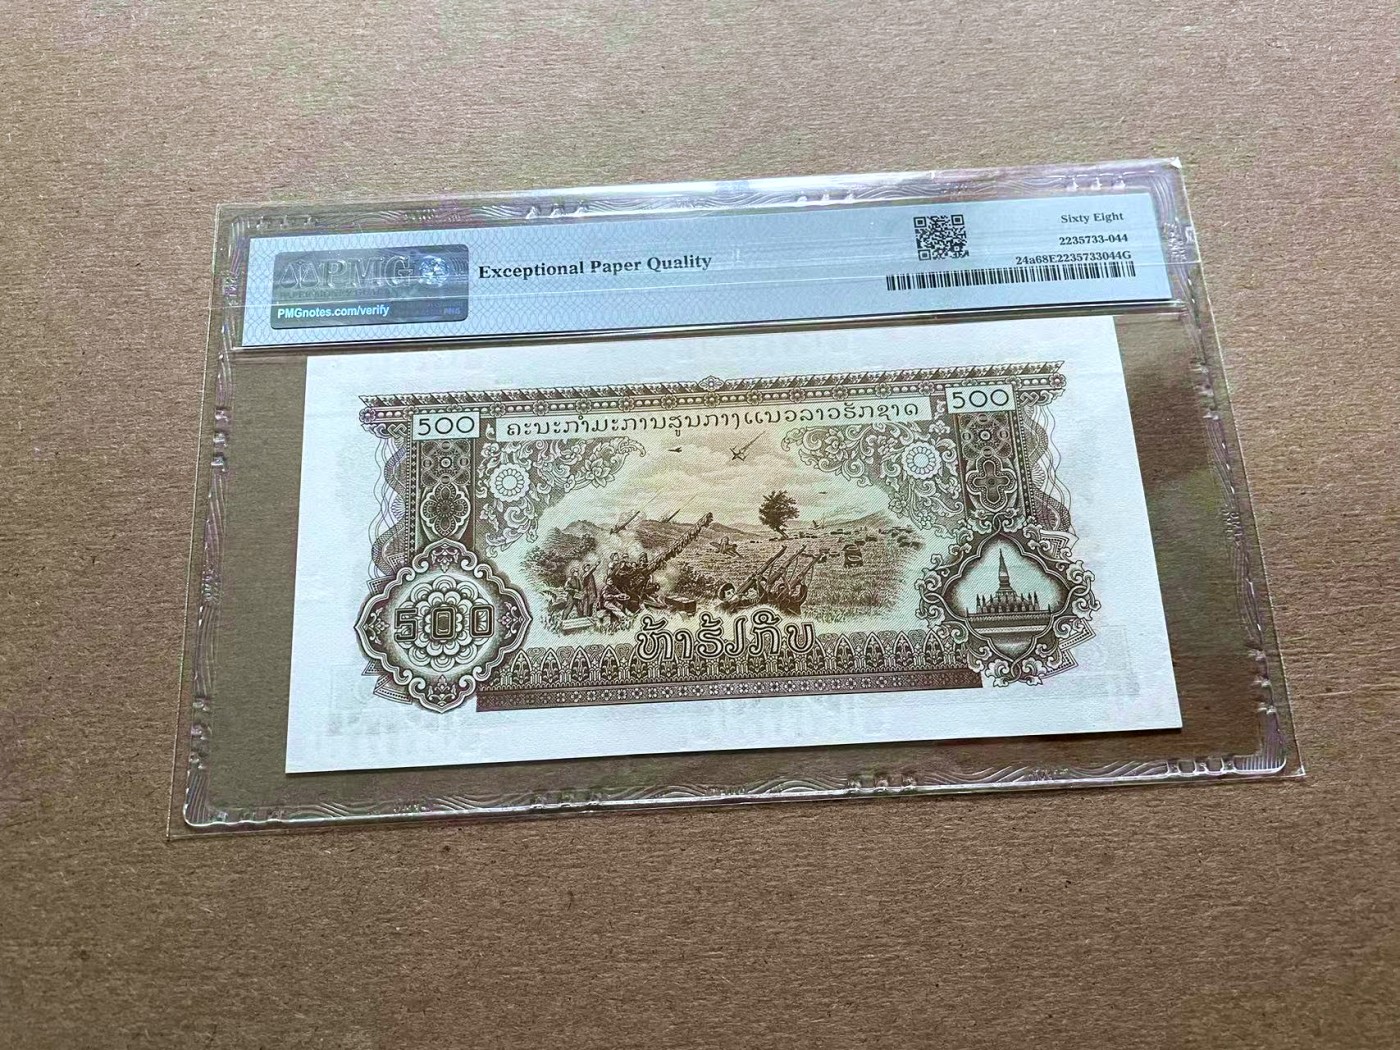 PMG
PMGnotes.com/verify
Exceptional Paper Quality
Sixty Eight
2235733-044
24a68E2235733044G
500
ຄະນະກຳມະການສູນກາງແນວລາວຮັກຊາດ
500
500
ຫ້າຮ້ອຍກີບ